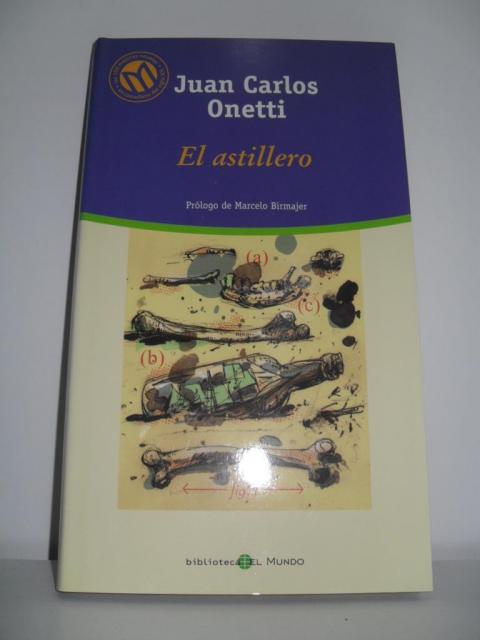 Juan Carlos
Onetti
El astillero
Prólogo de Marcelo Birmajer
(a)
(c)
(b)
biblioteca EL MUNDO